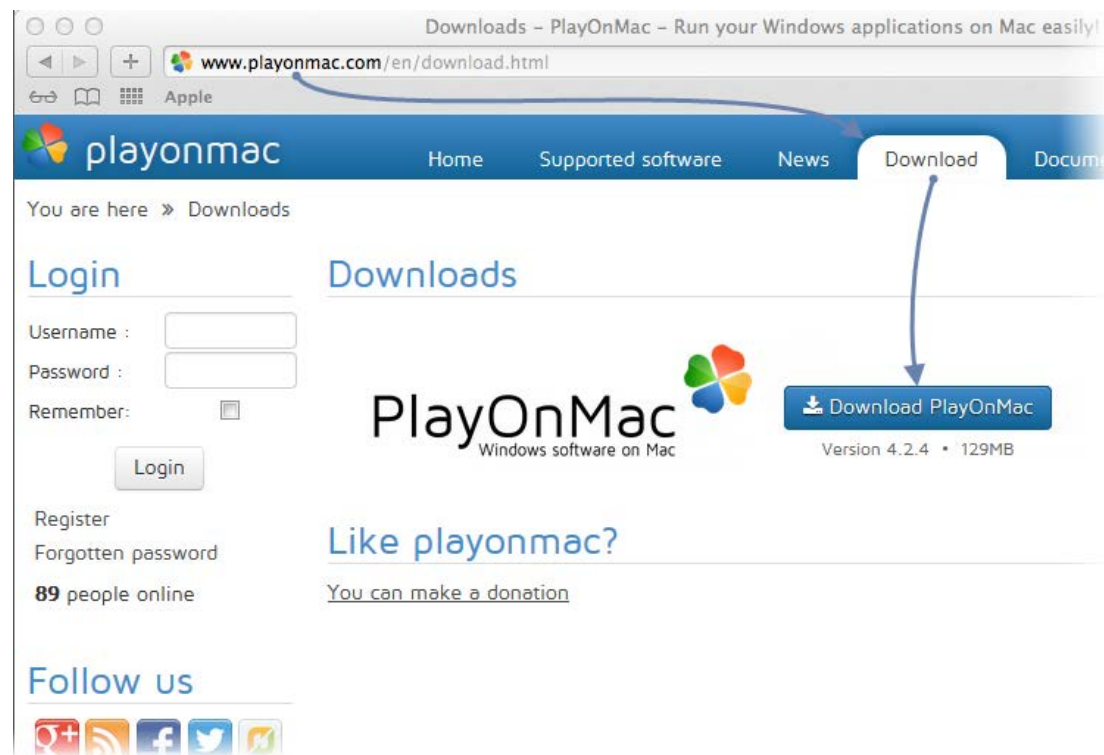 Downloads – PlayOnMac – Run your Windows applications on Mac easily!
www.playonmac.com/en/download.html
Apple
playonmac
Home Supported software News Download Docume
You are here » Downloads
Login
Username :
Password :
Remember:
Login
Register
Forgotten password
89 people online
Follow us
Downloads
PlayOnMac
Windows software on Mac
Download PlayOnMac
Version 4.2.4 • 129MB
Like playonmac?
You can make a donation